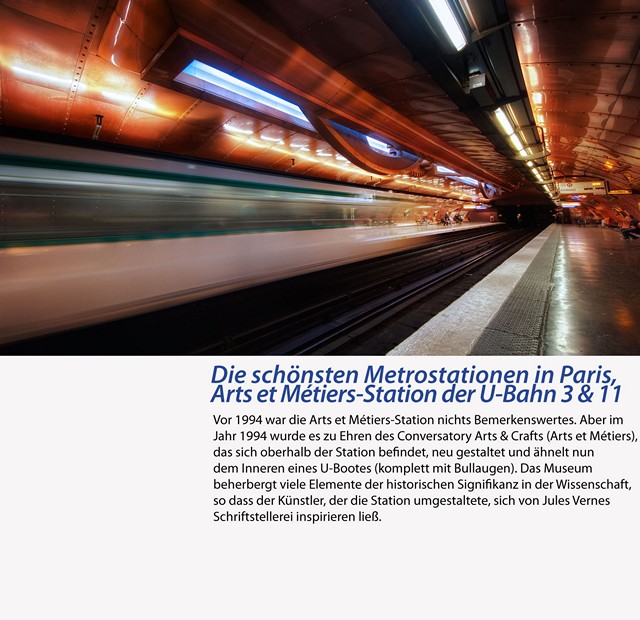 Die schönsten Metrostationen in Paris,
Arts et Métiers-Station der U-Bahn 3 & 11
Vor 1994 war die Arts et Métiers-Station nichts Bemerkenswertes. Aber im
Jahr 1994 wurde es zu Ehren des Conversatory Arts & Crafts (Arts et Métiers),
das sich oberhalb der Station befindet, neu gestaltet und ähnelt nun
dem Inneren eines U-Bootes (komplett mit Bullaugen). Das Museum
beherbergt viele Elemente der historischen Signifikanz in der Wissenschaft,
so dass der Künstler, der die Station umgestaltete, sich von Jules Vernes
Schriftstellerei inspirieren ließ.